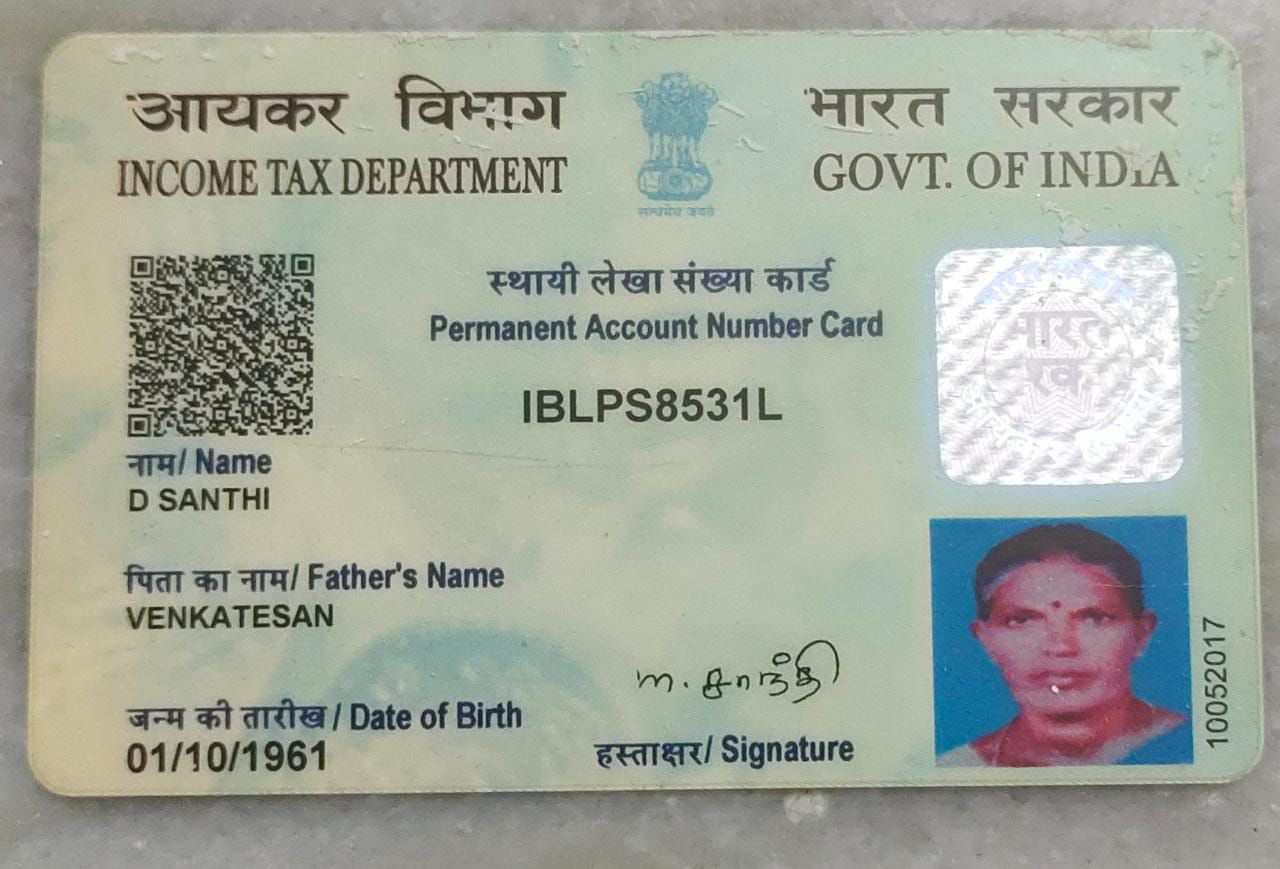 आयकर विभाग
INCOME TAX DEPARTMENT
भारत सरकार
GOVT. OF INDIA
सत्यमेव जयते
स्थायी लेखा संख्या कार्ड
Permanent Account Number Card
IBLPS8531L
भारत
नाम/ Name
D SANTHI
पिता का नाम/ Father's Name
VENKATESAN
जन्म की तारीख / Date of Birth
01/10/1961
சாந்தி
हस्ताक्षर/ Signature
10052017